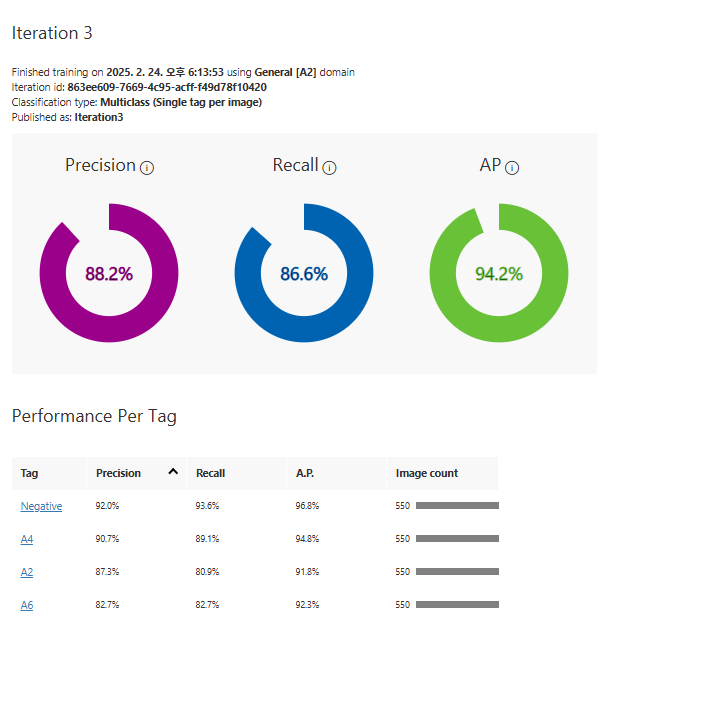 Iteration 3
Finished training on 2025. 2. 24. 오후 6:13:53 using General [A2] domain
Iteration id: 863ee609-7669-4c95-acff-f49d78f10420
Classification type: Multiclass (Single tag per image)
Published as: Iteration3
Precision Recall AP
88.2% 86.6% 94.2%
Performance Per Tag
Tag Precision Recall A.P. Image count
Negative 92.0% 93.6% 96.8% 550
A4 90.7% 89.1% 94.8% 550
A2 87.3% 80.9% 91.8% 550
A6 82.7% 82.7% 92.3% 550